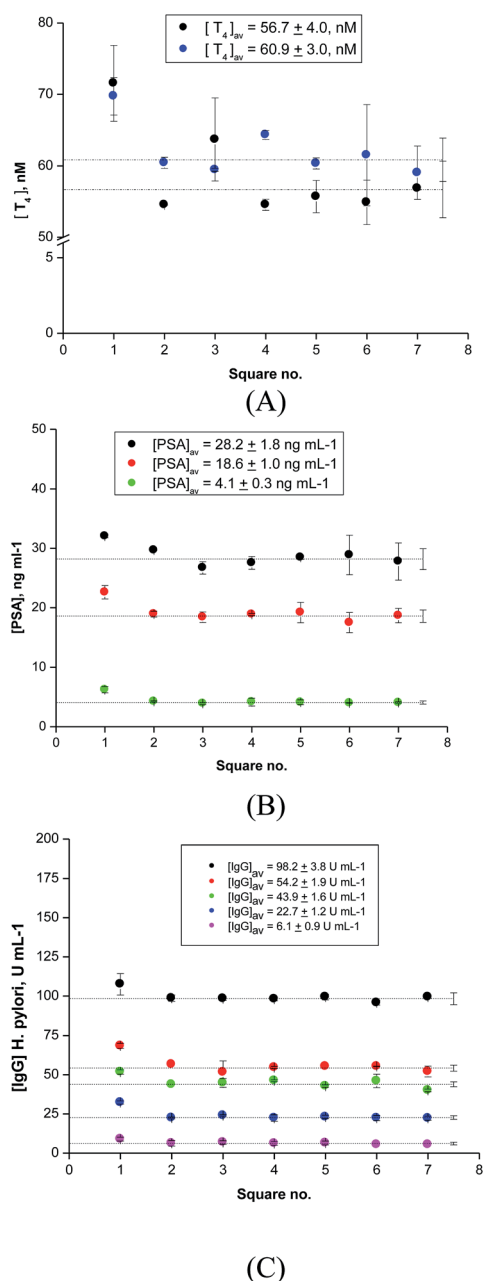 [ T4]av = 56.7 ± 4.0, nM
[ T4]av = 60.9 ± 3.0, nM
80
70
60
50
5
0
[ T4], nM
0 1 2 3 4 5 6 7 8
Square no.
(A)
[PSA]av = 28.2 ± 1.8 ng mL-1
[PSA]av = 18.6 ± 1.0 ng mL-1
[PSA]av = 4.1 ± 0.3 ng mL-1
50
40
30
20
10
0
[PSA], ng ml-1
0 1 2 3 4 5 6 7 8
Square no.
(B)
[IgG]av = 98.2 ± 3.8 U mL-1
[IgG]av = 54.2 ± 1.9 U mL-1
[IgG]av = 43.9 ± 1.6 U mL-1
[IgG]av = 22.7 ± 1.2 U mL-1
[IgG]av = 6.1 ± 0.9 U mL-1
200
175
150
125
100
75
50
25
0
[IgG] H. pylori, U mL-1
0 1 2 3 4 5 6 7 8
Square no.
(C)